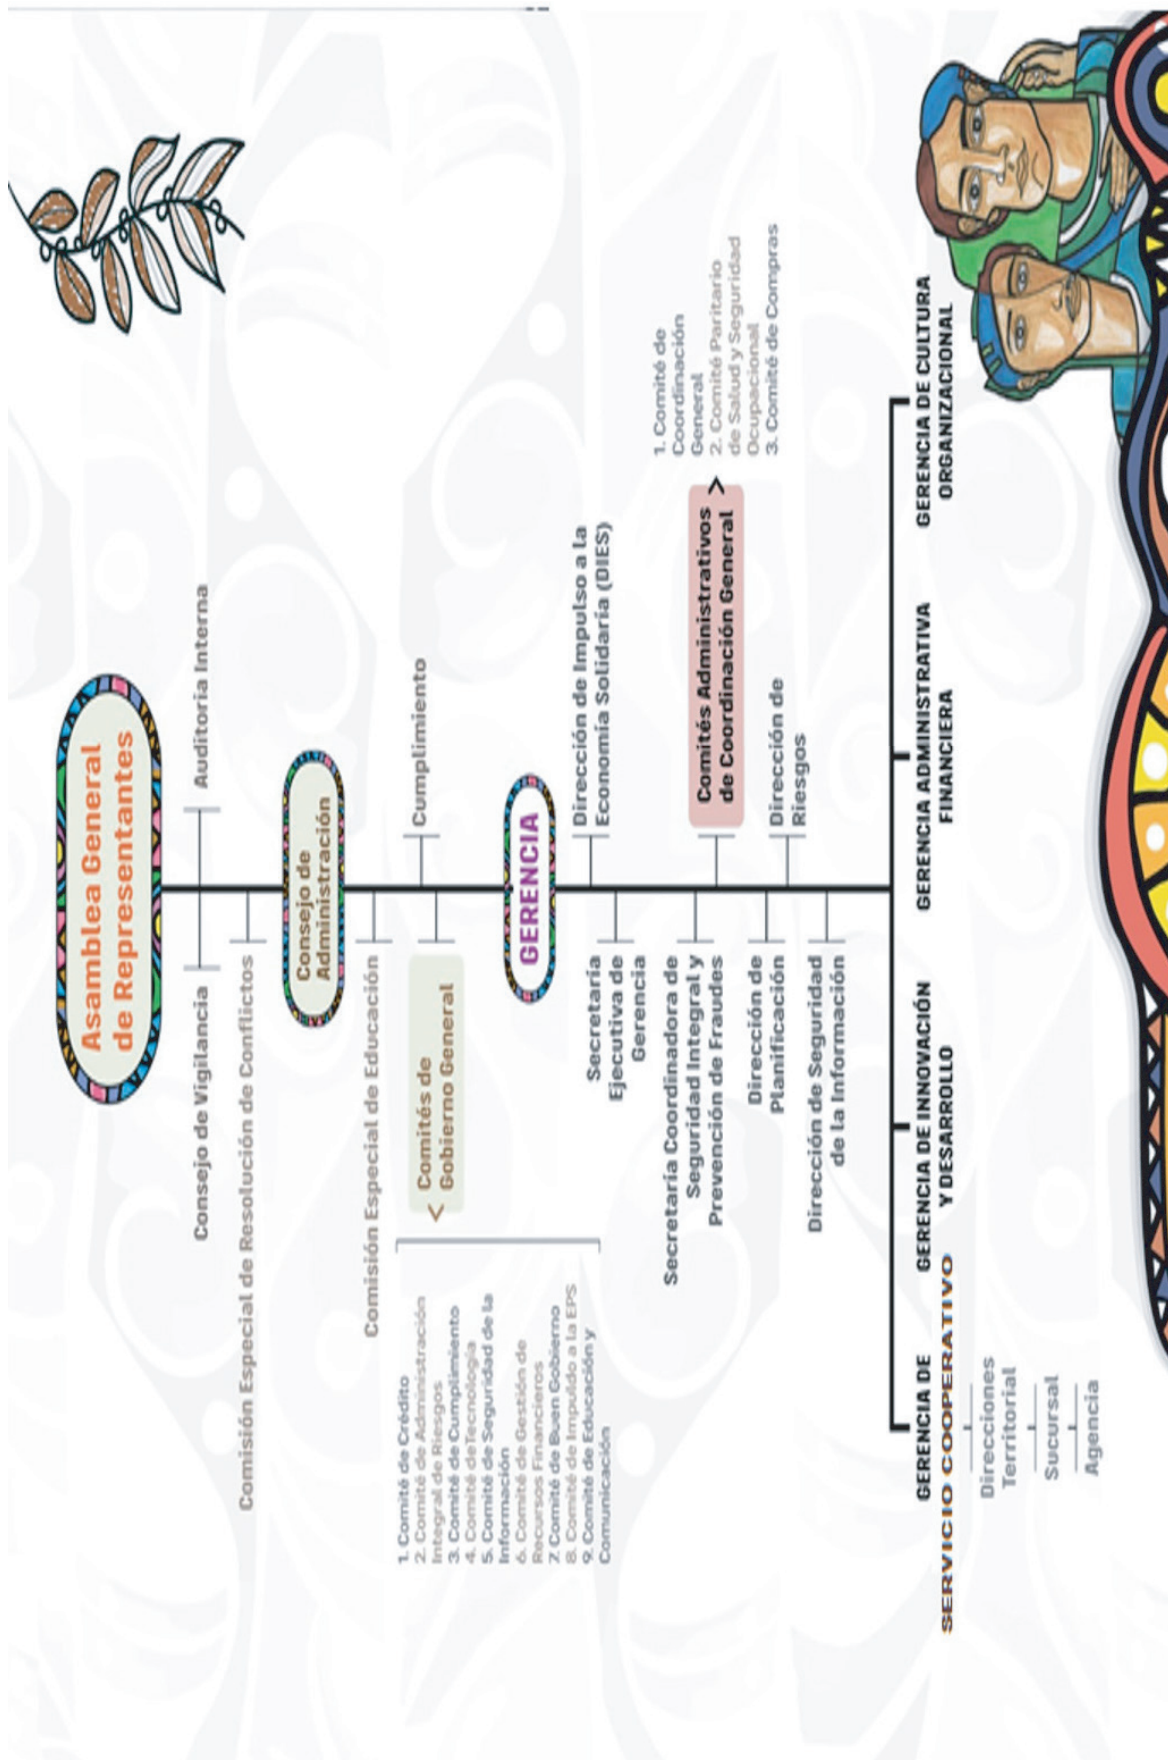 Asamblea General
de Representantes
Consejo de Vigilancia
Auditoria Interna
Comisión Especial de Resolución de Conflictos
Consejo de
Administración
Comisión Especial de Educación
Cumplimiento
< Comités de
Gobierno General
1. Comité de Crédito
2. Comité de Administración
Integral de Riesgos
3. Comité de Cumplimiento
4. Comité deTecnología
5. Comité de Seguridad de la
Información
6. Comité de Gestión de
Recursos Financieros
7. Comité de Buen Gobierno
8. Comité de Impuldo a la EPS
9. Comité de Educación y
Comunicación
GERENCIA
Dirección de Impulso a la
Economía Solidaria (DIES)
Secretaría
Ejecutiva de
Gerencia
Secretaría Coordinadora de
Seguridad Integral y
Prevención de Fraudes
Comités Administrativos >
de Coordinación General
1. Comité de
Coordinación
General
2. Comité Paritario
de Salud y Seguridad
Ocupacional
3. Comité de Compras
Dirección de
Planificación
Dirección de
Riesgos
Dirección de Seguridad
de la Información
GERENCIA DE
SERVICIO COOPERATIVO
Direcciones
Territorial
Sucursal
Agencia
GERENCIA DE INNOVACIÓN
Y DESARROLLO
GERENCIA ADMINISTRATIVA
FINANCIERA
GERENCIA DE CULTURA
ORGANIZACIONAL